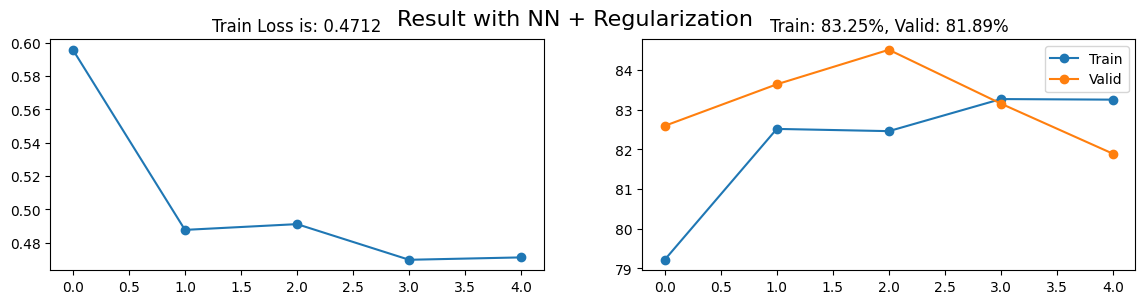 Result with NN + Regularization
Train Loss is: 0.4712
0.60
0.58
0.56
0.54
0.52
0.50
0.48
0.0 0.5 1.0 1.5 2.0 2.5 3.0 3.5 4.0
Train: 83.25%, Valid: 81.89%
Train
Valid
84
83
82
81
80
79
0.0 0.5 1.0 1.5 2.0 2.5 3.0 3.5 4.0